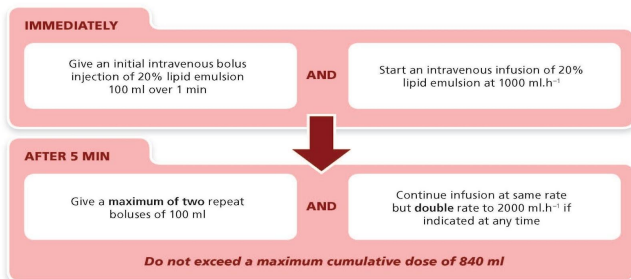 IMMEDIATELY
Give an initial intravenous bolus
injection of 20% lipid emulsion
100 ml over 1 min
AND
Start an intravenous infusion of 20%
lipid emulsion at 1000 ml.h⁻¹
AFTER 5 MIN
Give a maximum of two repeat
boluses of 100 ml
AND
Continue infusion at same rate
but double rate to 2000 ml.h⁻¹ if
indicated at any time
Do not exceed a maximum cumulative dose of 840 ml